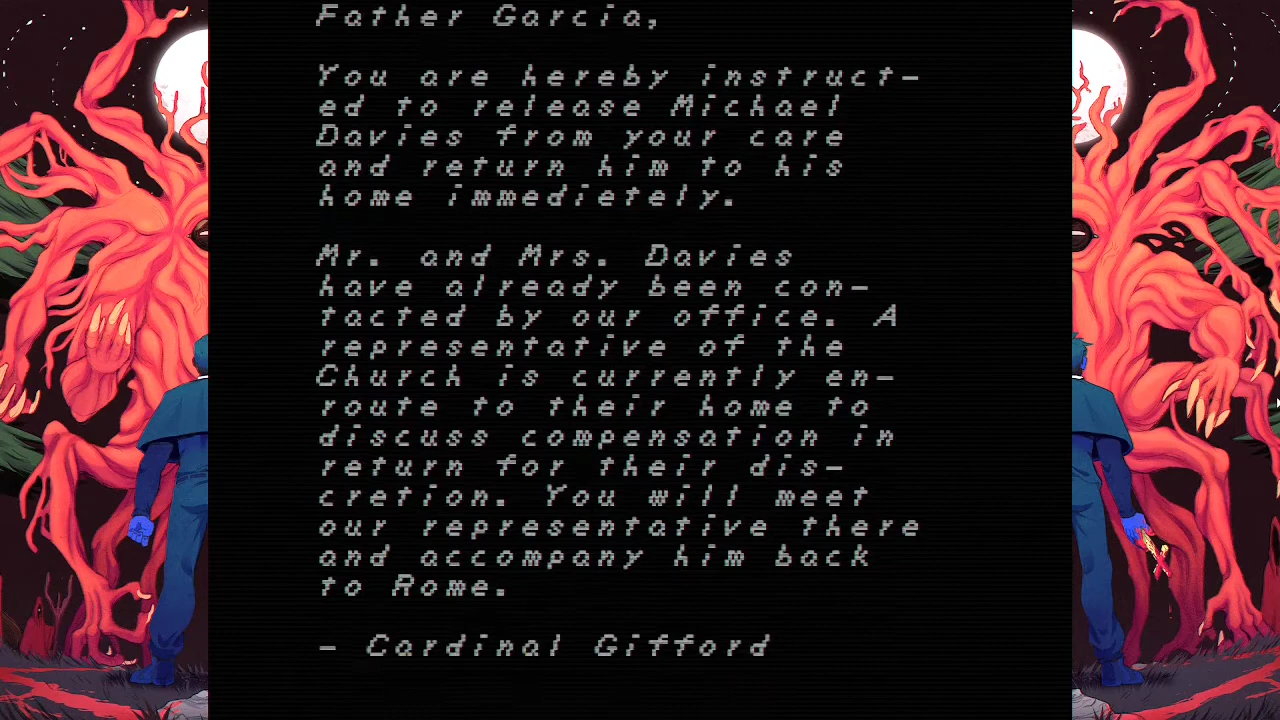 Father Garcia,
You are hereby instruct-
ed to release Michael
Davies from your care
and return him to his
home immedietely.
Mr. and Mrs. Davies
have already been con-
tacted by our office. A
representative of the
Church is currently en-
route to their home to
discuss compensation in
return for their dis-
cretion. You will meet
our representative there
and accompany him back
to Rome.
- Cardinal Gifford